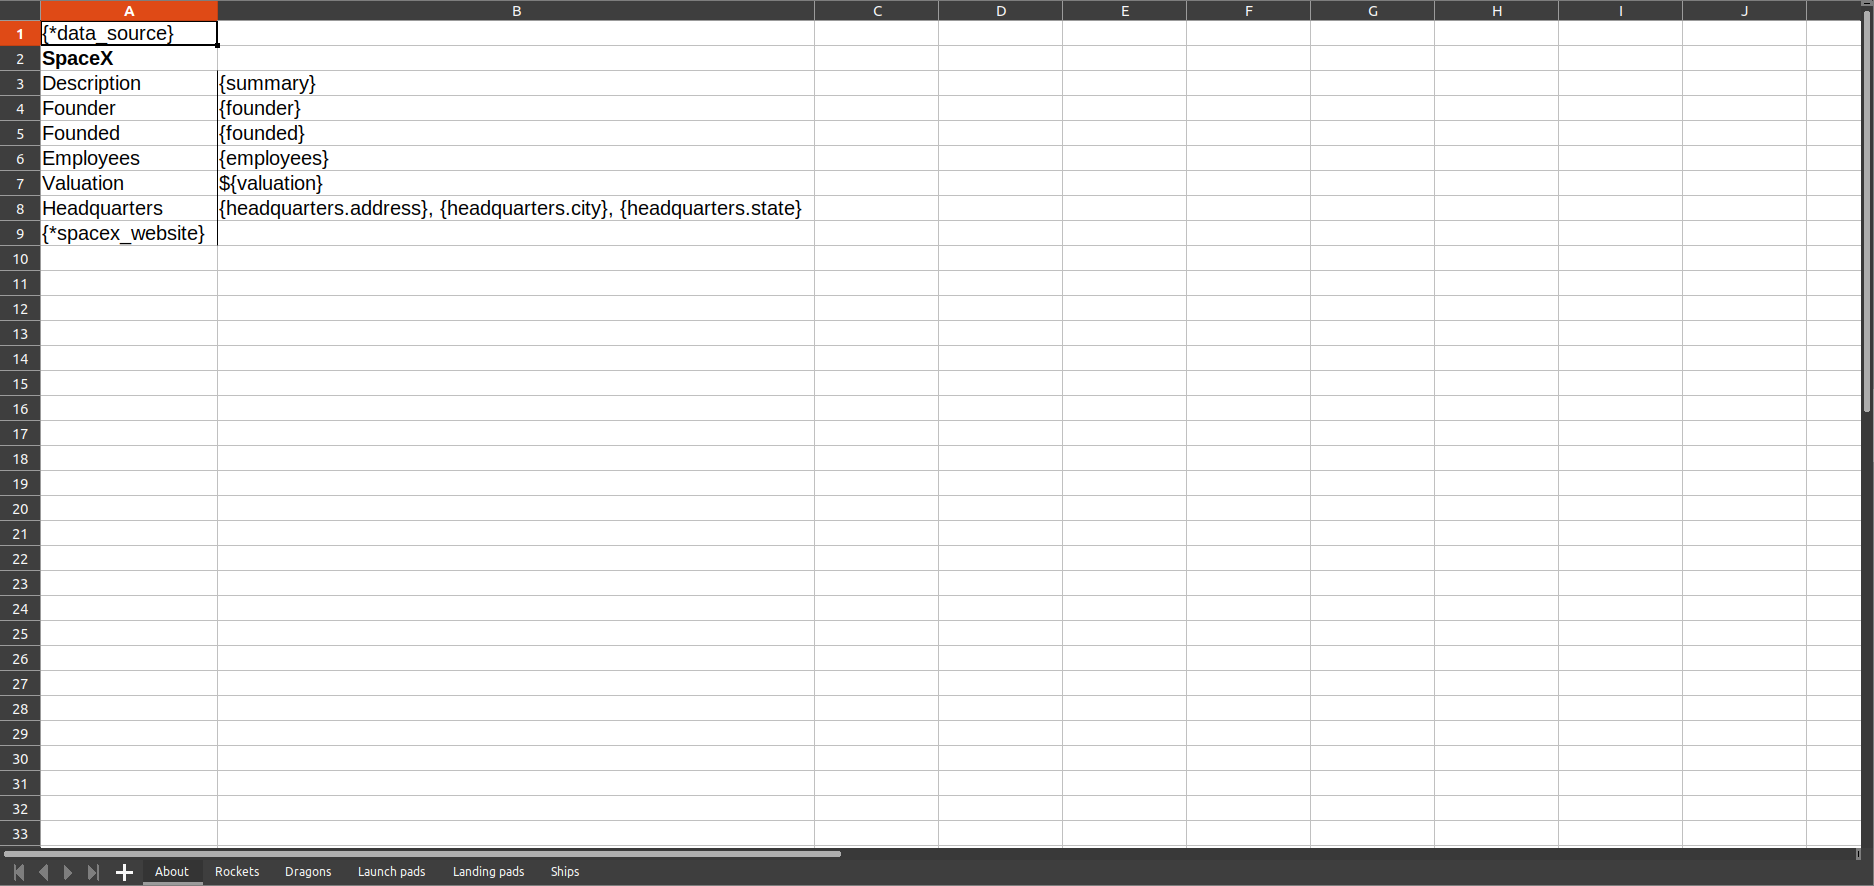 A B C D E F G H I J
1 {*data_source}
2 SpaceX
3 Description {summary}
4 Founder {founder}
5 Founded {founded}
6 Employees {employees}
7 Valuation ${valuation}
8 Headquarters {headquarters.address}, {headquarters.city}, {headquarters.state}
9 {*spacex_website}
10
11
12
13
14
15
16
17
18
19
20
21
22
23
24
25
26
27
28
29
30
31
32
33
About Rockets Dragons Launch pads Landing pads Ships